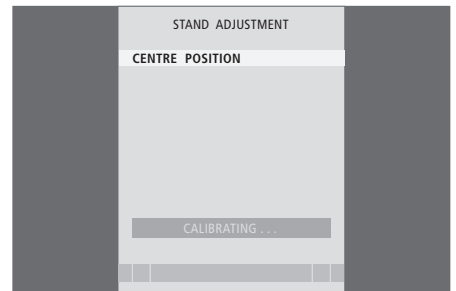 STAND ADJUSTMENT
CENTRE POSITION
CALIBRATING . . .